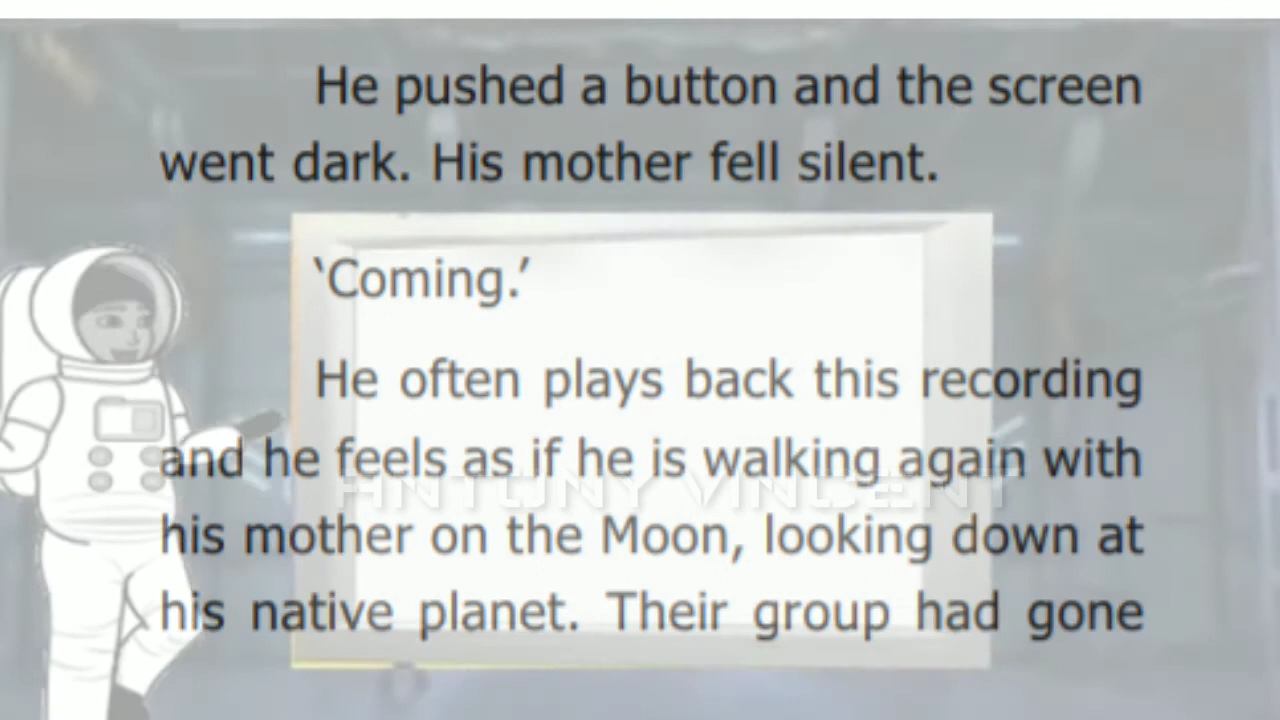 He pushed a button and the screen
went dark. His mother fell silent.
‘Coming.’
He often plays back this recording
and he feels as if he is walking again with
ANTONY VINCENT
his mother on the Moon, looking down at
his native planet. Their group had gone